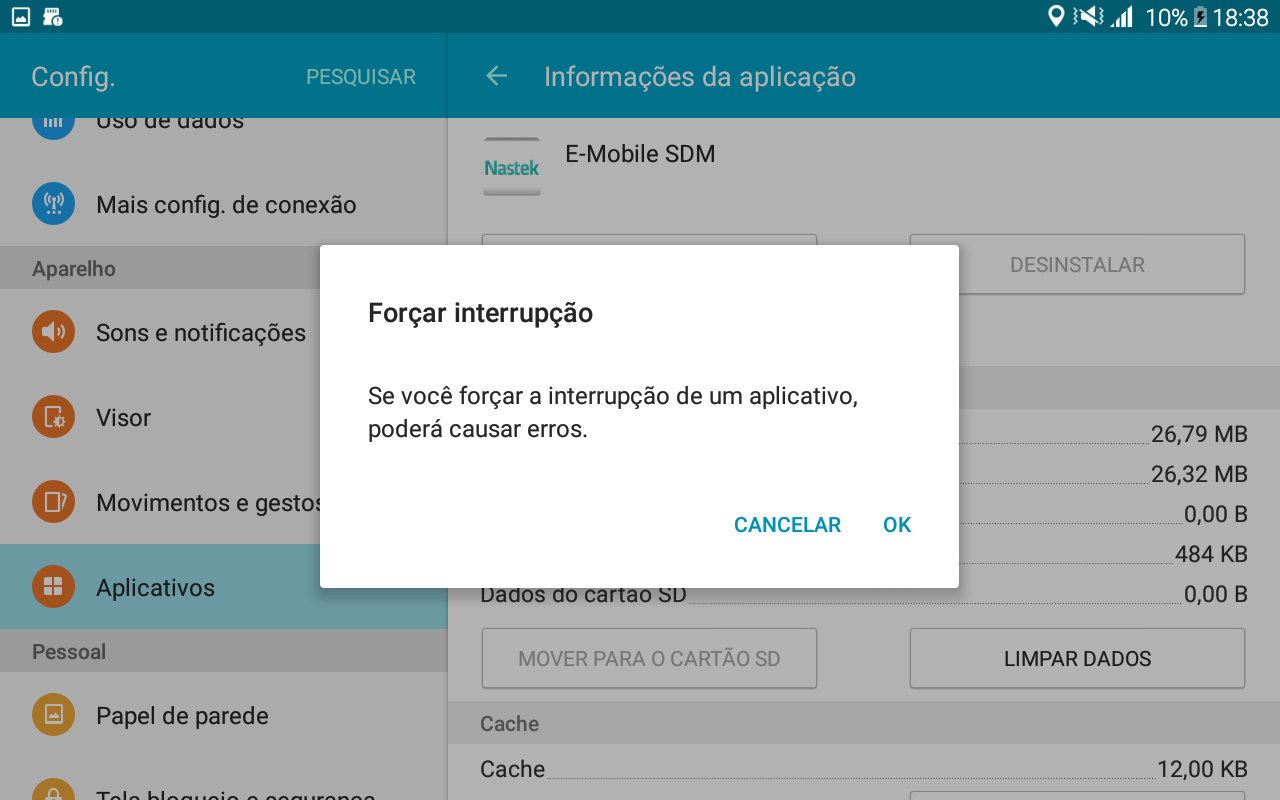 10% 18:38
Config.
PESQUISAR
Informações da aplicação
Uso de dados
Mais config. de conexão
Aparelho
Sons e notificações
Visor
Movimentos e gestos
Aplicativos
Pessoal
Papel de parede
Tela bloqueio e segurança
Nastek
E-Mobile SDM
DESINSTALAR
Forçar interrupção
Se você forçar a interrupção de um aplicativo,
poderá causar erros.
CANCELAR
OK
26,79 MB
26,32 MB
0,00 B
484 KB
Dados do cartão SD 0,00 B
MOVER PARA O CARTÃO SD
LIMPAR DADOS
Cache
Cache 12,00 KB